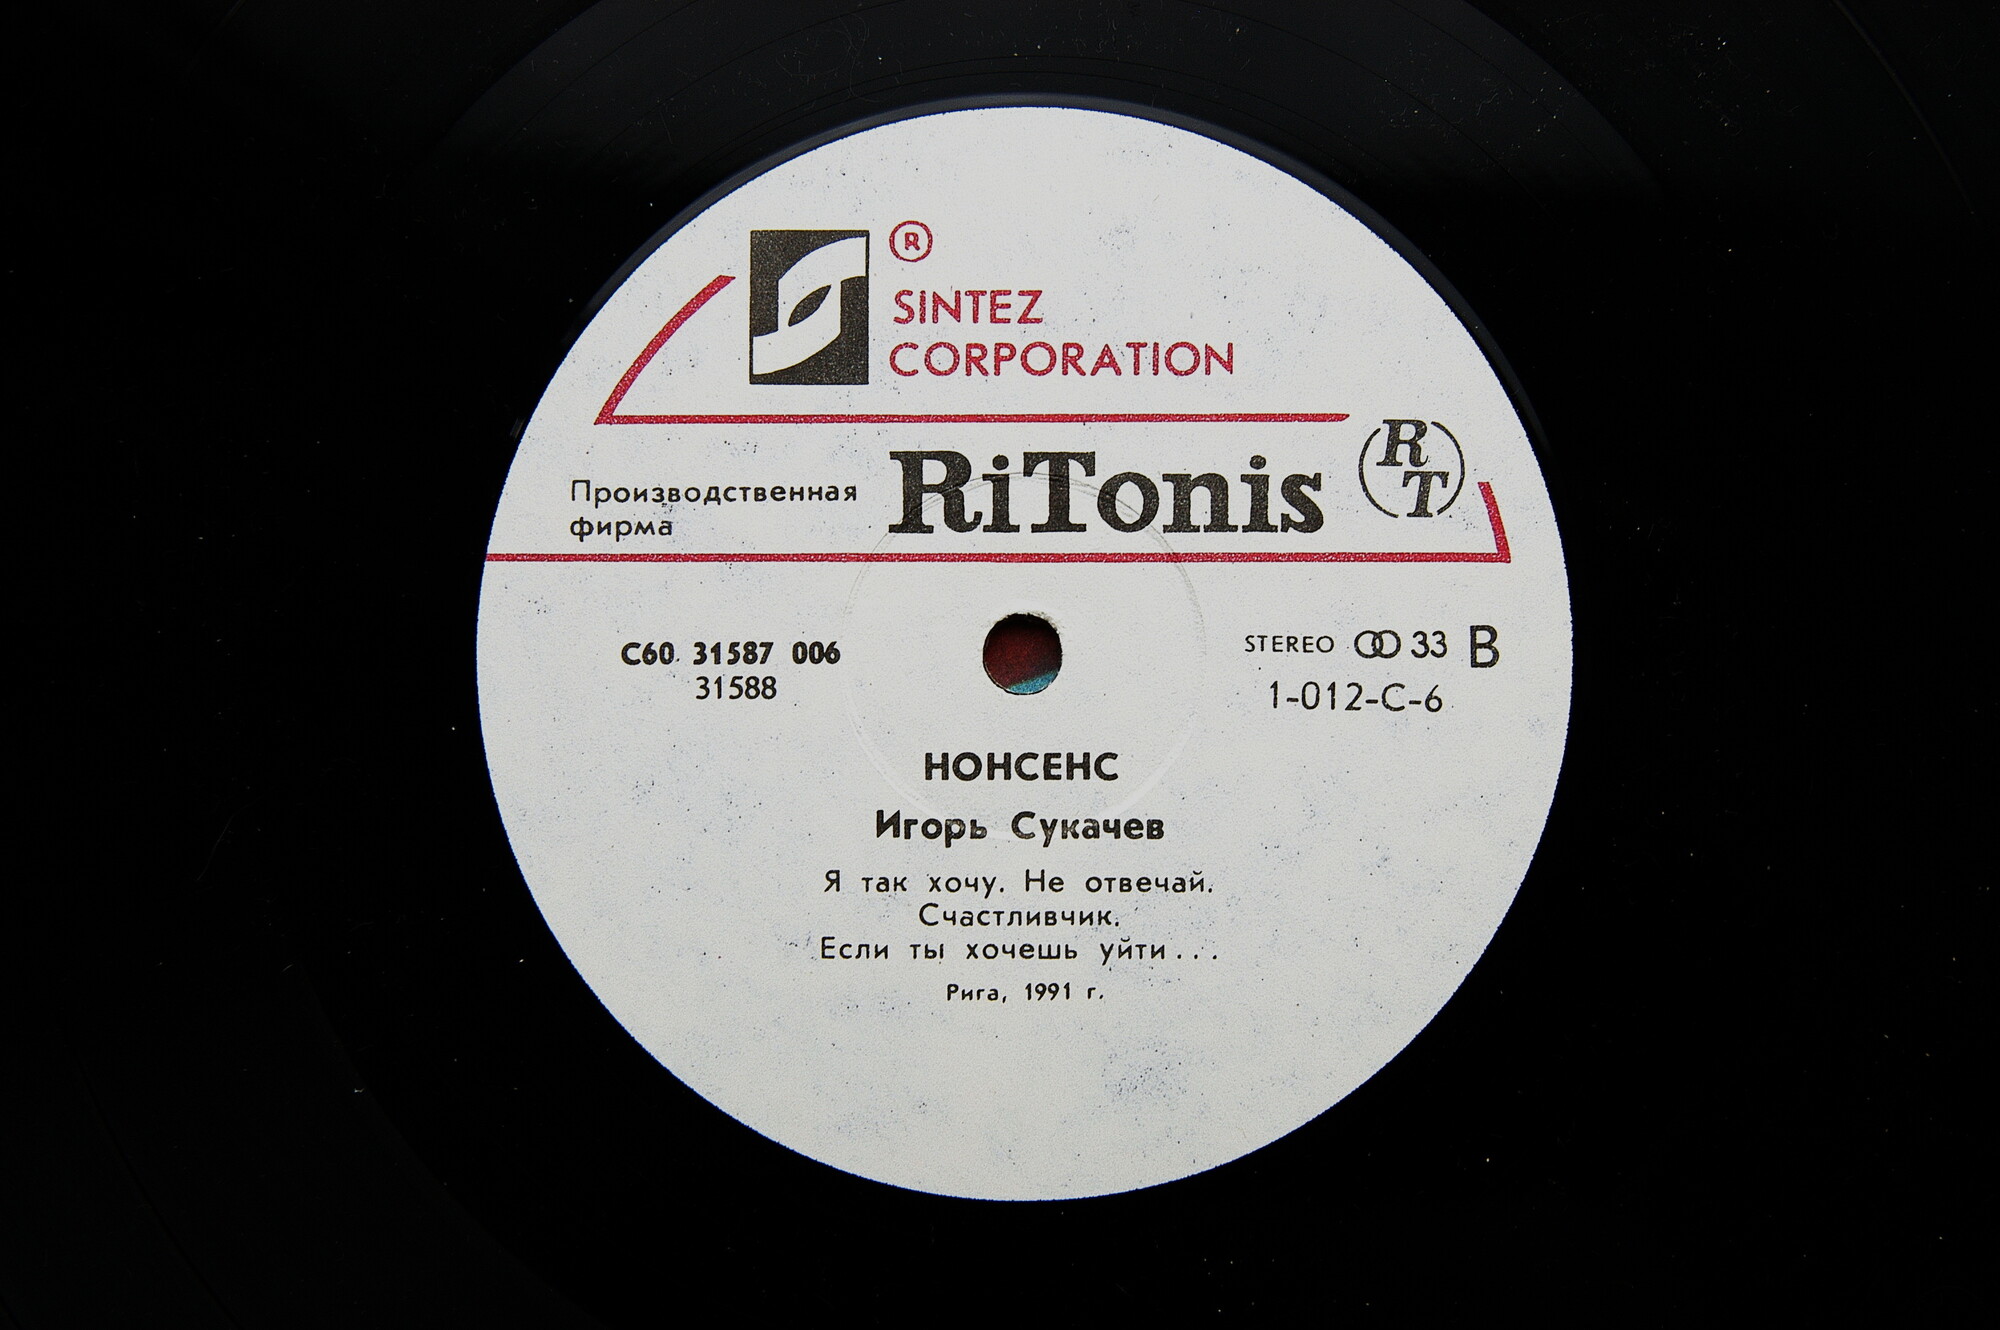 ®
SINTEZ
CORPORATION
Производственная
фирма
RiTonis
RT
С60 31587 006
31588
STEREO 33 B
1-012-C-6
НОНСЕНС
Игорь Сукачев
Я так хочу. Не отвечай.
Счастливчик.
Если ты хочешь уйти...
Рига, 1991 г.